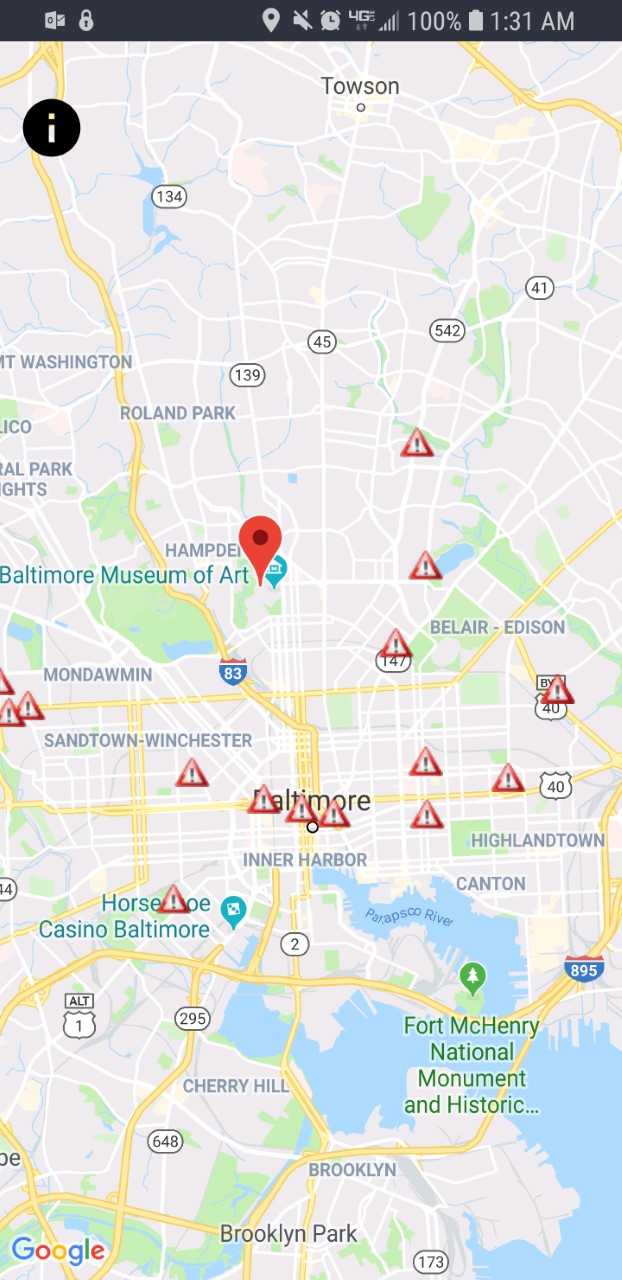 4GE 100% 1:31 AM
Towson
i
134
41
542
45
MT WASHINGTON
139
ROLAND PARK
ICO
RAL PARK
IGHTS
HAMPDEN
Baltimore Museum of Art
BELAIR - EDISON
147
83
MONDAWMIN
BYP
40
SANDTOWN-WINCHESTER
40
Baltimore
HIGHLANDTOWN
INNER HARBOR
44
CANTON
Horseshoe
Casino Baltimore
Patapsco River
2
895
ALT
1
295
Fort McHenry
National
Monument
and Historic...
CHERRY HILL
648
pe
BROOKLYN
Brooklyn Park
Google
173